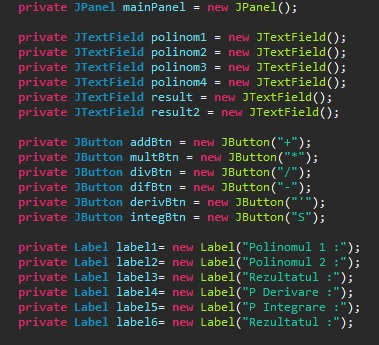 private JPanel mainPanel = new JPanel();
private JTextField polinom1 = new JTextField();
private JTextField polinom2 = new JTextField();
private JTextField polinom3 = new JTextField();
private JTextField polinom4 = new JTextField();
private JTextField result = new JTextField();
private JTextField result2 = new JTextField();
private JButton addBtn = new JButton("+");
private JButton multBtn = new JButton("*");
private JButton divBtn = new JButton("/");
private JButton difBtn = new JButton("-");
private JButton derivBtn = new JButton("'");
private JButton integBtn = new JButton("S");
private Label label1= new Label("Polinomul 1 :");
private Label label2= new Label("Polinomul 2 :");
private Label label3= new Label("Rezultatul :");
private Label label4= new Label("P Derivare :");
private Label label5= new Label("P Integrare :");
private Label label6= new Label("Rezultatul :");